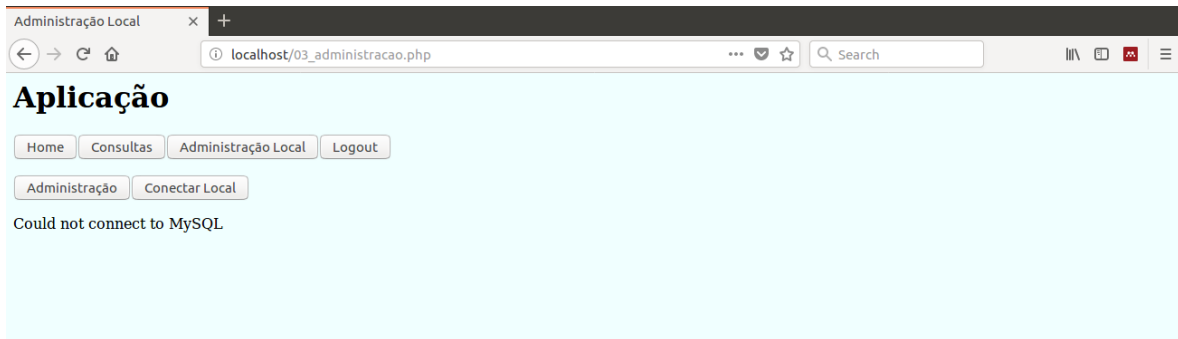 Administração Local
localhost/03_administracao.php
Search
Aplicação
Home Consultas Administração Local Logout
Administração Conectar Local
Could not connect to MySQL